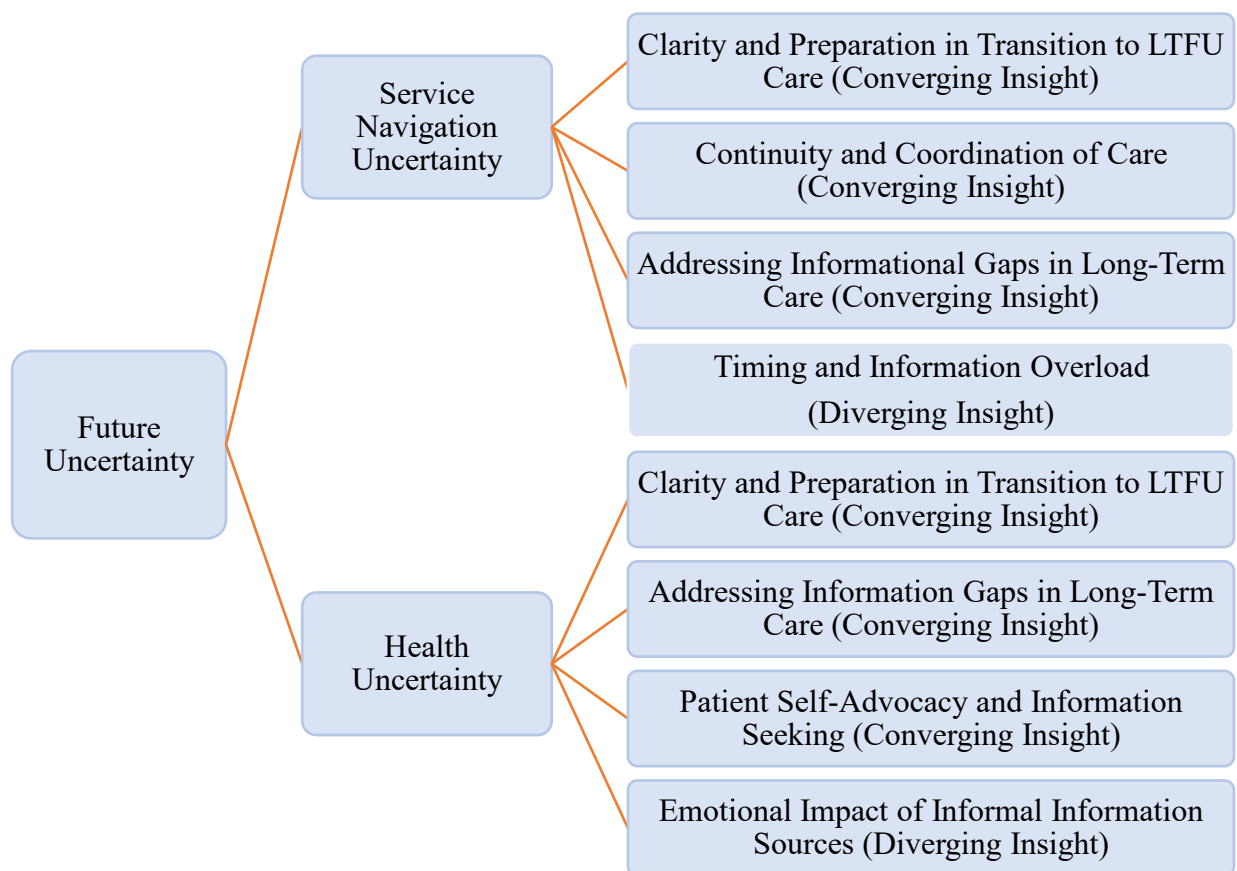 Future
Uncertainty
Service
Navigation
Uncertainty
Clarity and Preparation in Transition to LTFU
Care (Converging Insight)
Continuity and Coordination of Care
(Converging Insight)
Addressing Informational Gaps in Long-Term
Care (Converging Insight)
Timing and Information Overload
(Diverging Insight)
Health
Uncertainty
Clarity and Preparation in Transition to LTFU
Care (Converging Insight)
Addressing Information Gaps in Long-Term
Care (Converging Insight)
Patient Self-Advocacy and Information
Seeking (Converging Insight)
Emotional Impact of Informal Information
Sources (Diverging Insight)